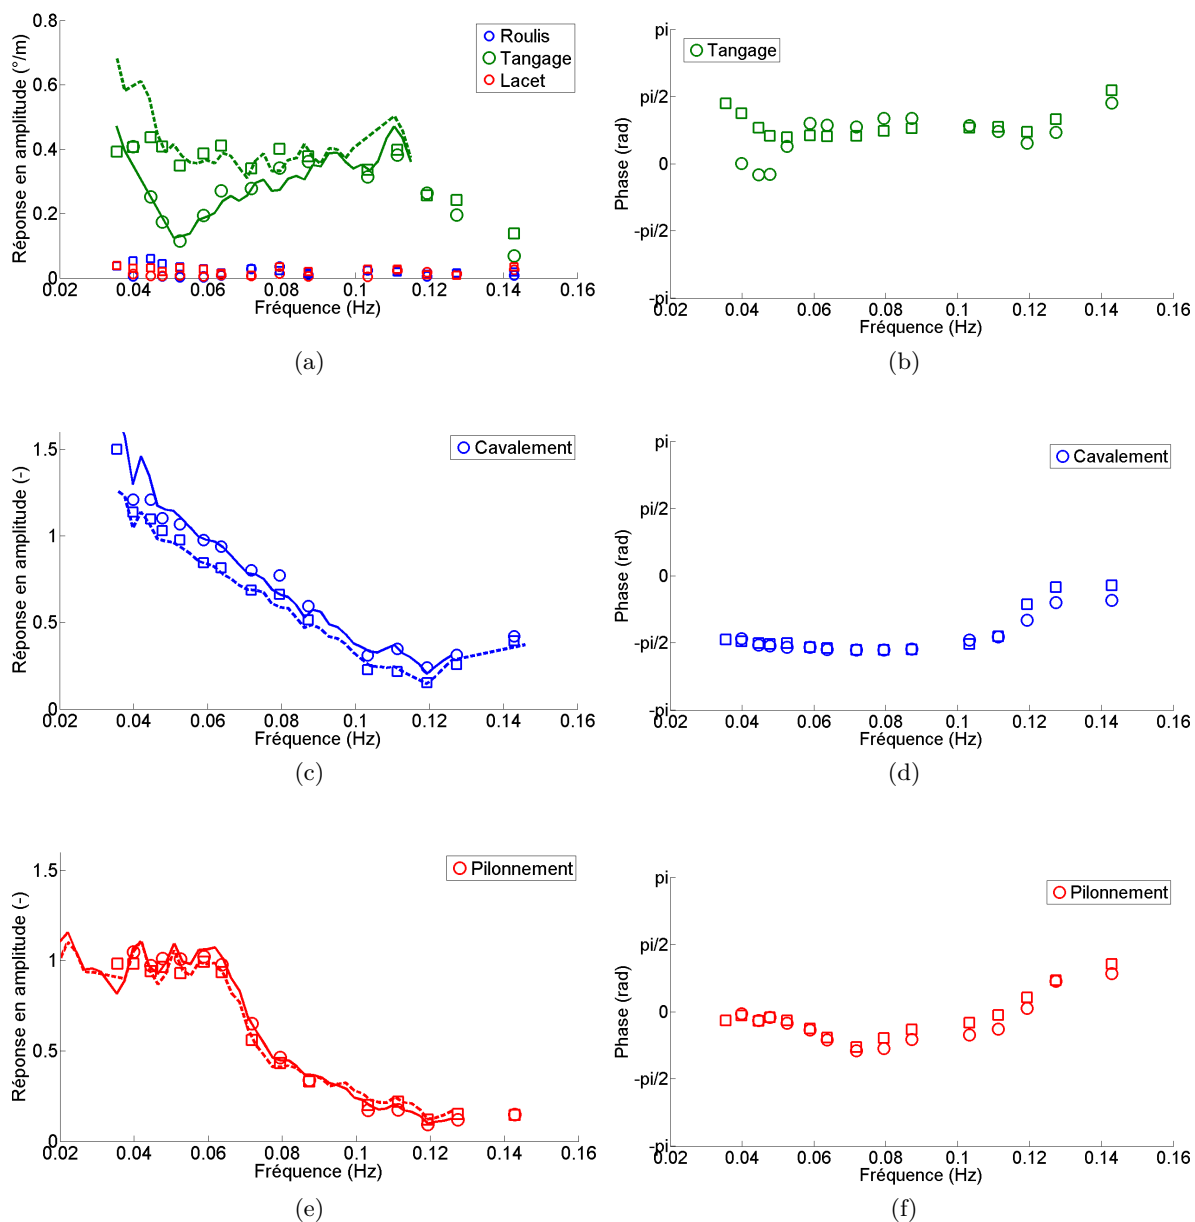 0.8
0.6
0.4
0.2
0
0.02 0.04 0.06 0.08 0.1 0.12 0.14 0.16
Réponse en amplitude (°/m)
Fréquence (Hz)
Roulis
Tangage
Lacet
(a)
pi
pi/2
0
-pi/2
-pi
0.02 0.04 0.06 0.08 0.1 0.12 0.14 0.16
Phase (rad)
Fréquence (Hz)
Tangage
(b)
1.5
1
0.5
0
0.02 0.04 0.06 0.08 0.1 0.12 0.14 0.16
Réponse en amplitude (-)
Fréquence (Hz)
Cavalement
(c)
pi
pi/2
0
-pi/2
-pi
0.02 0.04 0.06 0.08 0.1 0.12 0.14 0.16
Phase (rad)
Fréquence (Hz)
Cavalement
(d)
1.5
1
0.5
0
0.02 0.04 0.06 0.08 0.1 0.12 0.14 0.16
Réponse en amplitude (-)
Fréquence (Hz)
Pilonnement
(e)
pi
pi/2
0
-pi/2
-pi
0.02 0.04 0.06 0.08 0.1 0.12 0.14 0.16
Phase (rad)
Fréquence (Hz)
Pilonnement
(f)